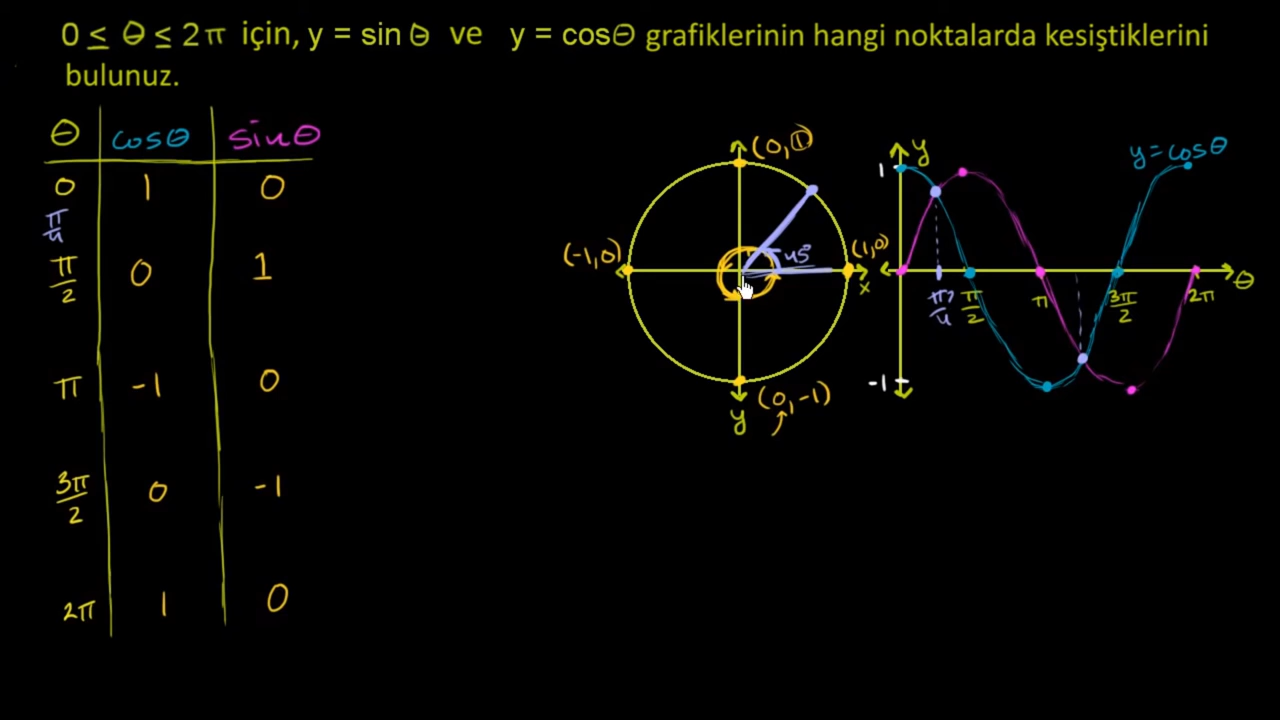 0 ≤ θ ≤ 2π için, y = sin θ ve y = cosθ grafiklerinin hangi noktalarda kesiştiklerini
bulunuz.
θ cosθ sinθ
0 1 0
π/4
π/2 0 1
π -1 0
3π/2 0 -1
2π 1 0
(0, 1)
45°
(-1,0)
(1,0)
x
(0, -1)
y
y
y=cosθ
1
π/4 ? π/2 π 3π/2 2π θ
-1